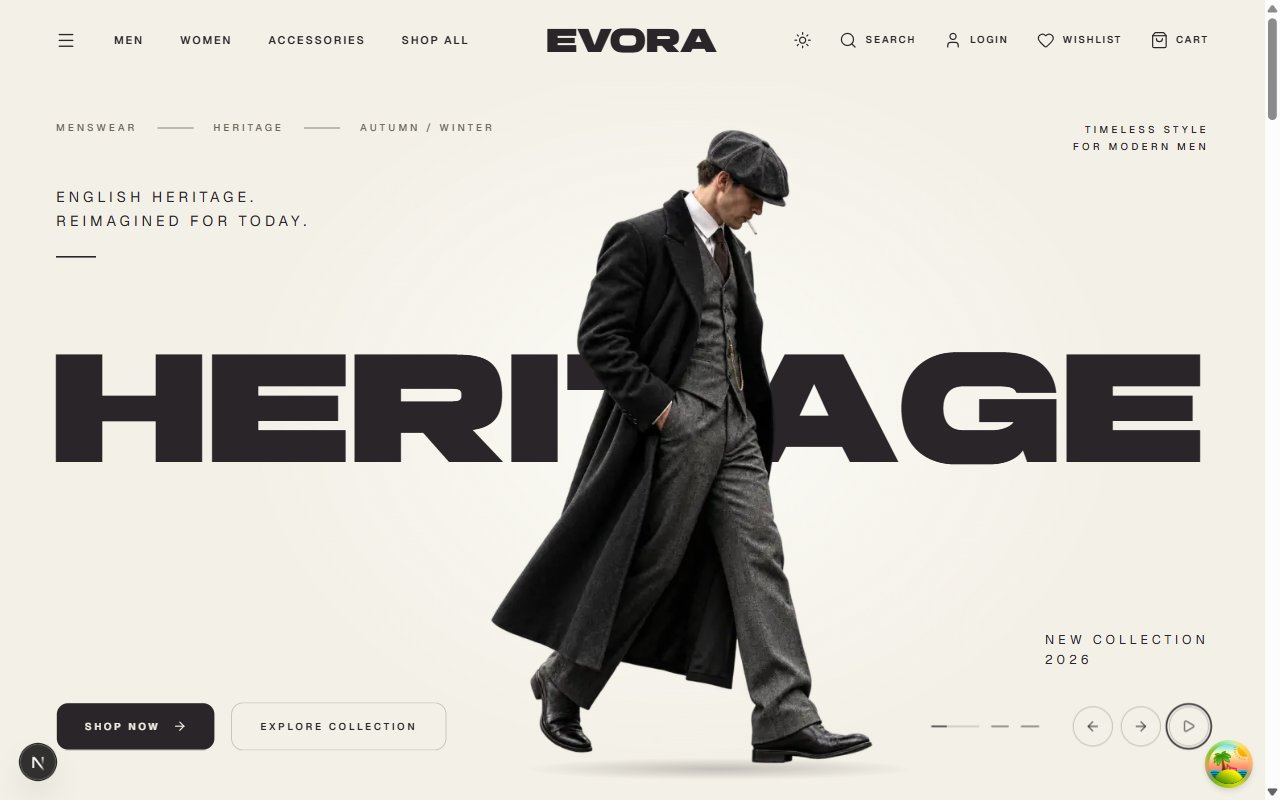 MEN WOMEN ACCESSORIES SHOP ALL EVORA SEARCH LOGIN WISHLIST CART
MENSWEAR HERITAGE AUTUMN / WINTER
TIMELESS STYLE
FOR MODERN MEN
ENGLISH HERITAGE.
REIMAGINED FOR TODAY.
HERITAGE
NEW COLLECTION
2026
SHOP NOW EXPLORE COLLECTION
N